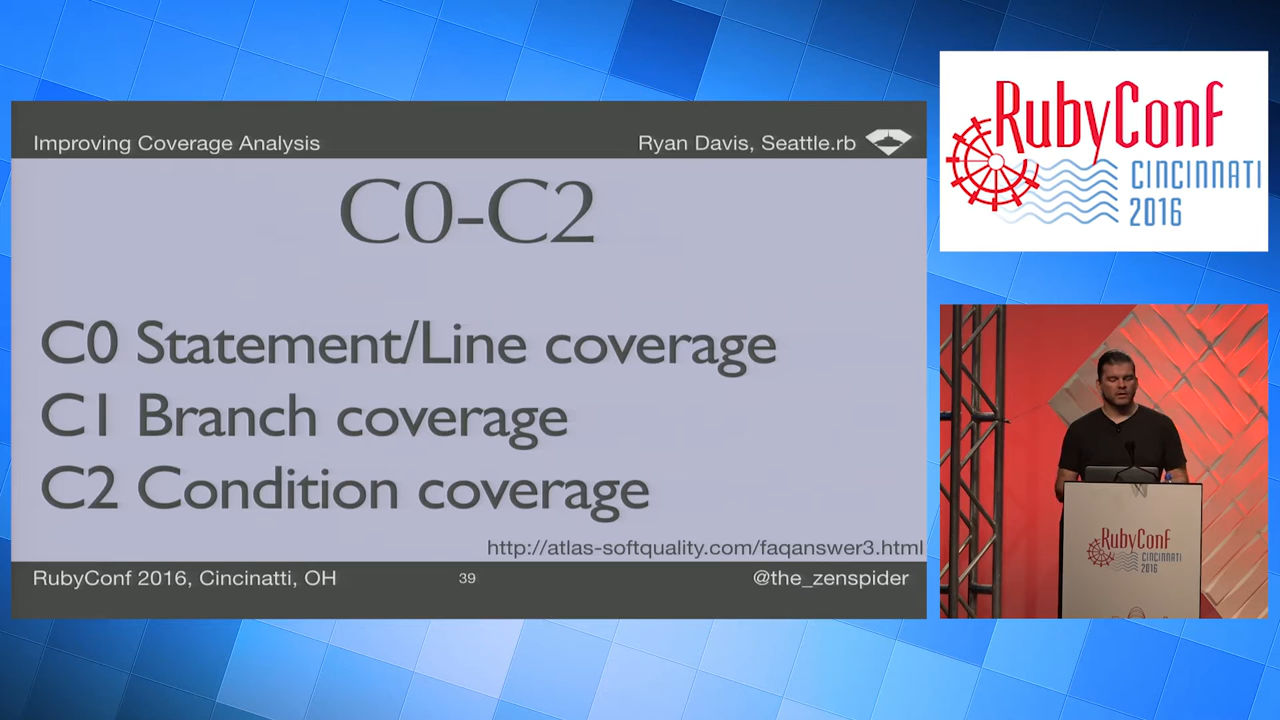 Improving Coverage Analysis
Ryan Davis, Seattle.rb
C0-C2
C0 Statement/Line coverage
C1 Branch coverage
C2 Condition coverage
http://atlas-softquality.com/faqanswer3.html
RubyConf 2016, Cincinatti, OH
39
@the_zenspider
RubyConf
CINCINNATI
2016
RubyConf
CINCINNATI
2016